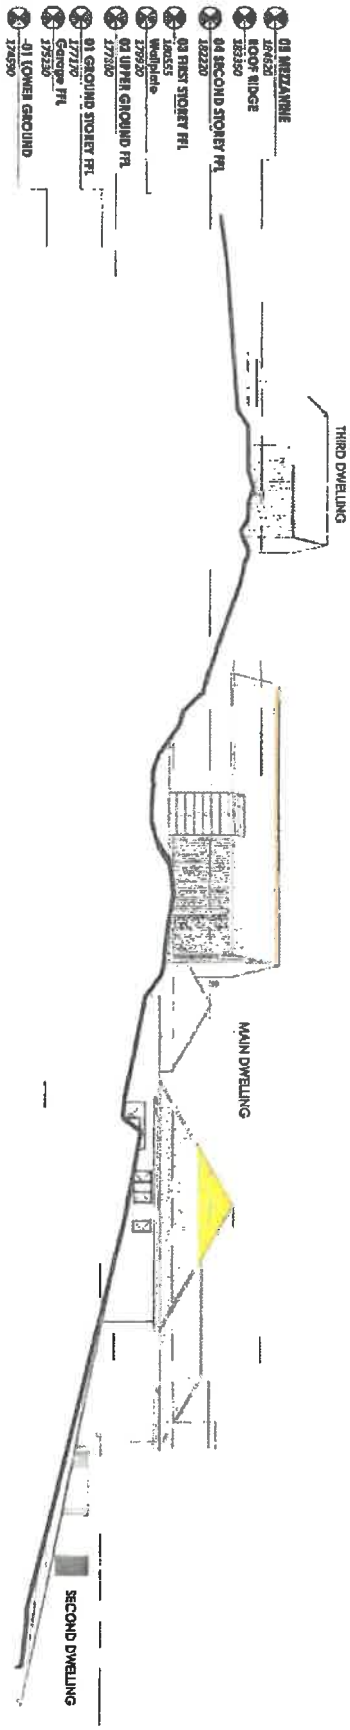 05 MEZZANINE
184620
ROOF RIDGE
183350
04 SECOND STOREY FFL
182220
03 FIRST STOREY FFL
180555
Wallplate
179920
02 UPPER GROUND FFL
01 GROUND STOREY FFL
177170
Garage FFL
175230
-01 LOWER GROUND
174590
THIRD DWELLING
MAIN DWELLING
SECOND DWELLING